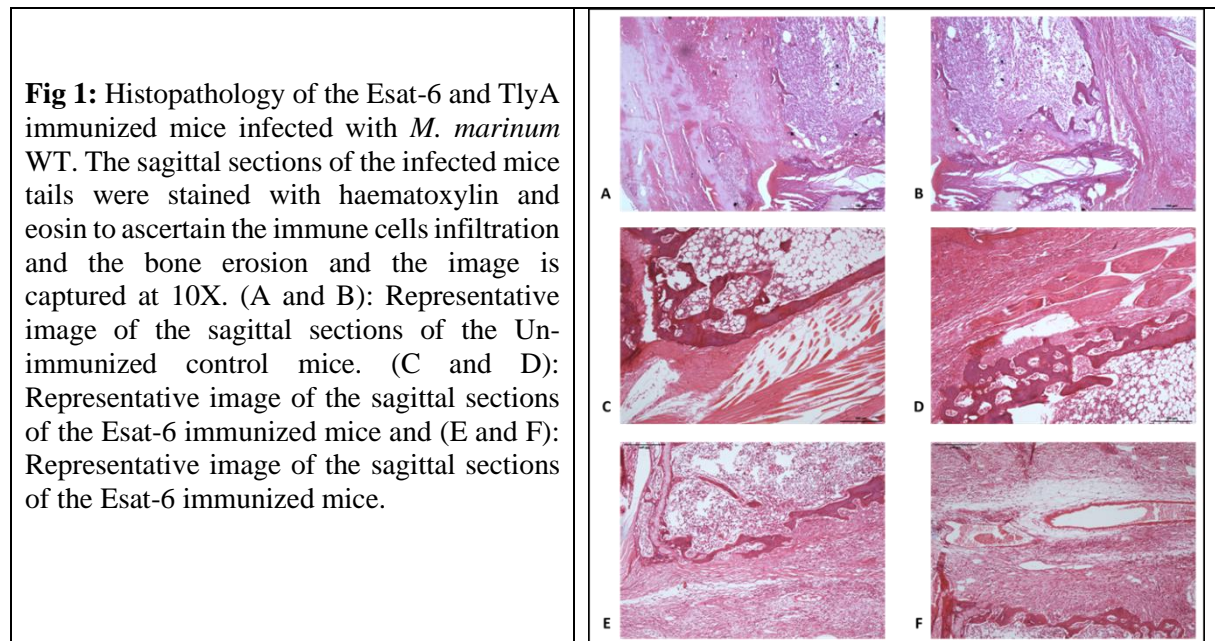 Fig 1: Histopathology of the Esat-6 and TlyA
immunized mice infected with M. marinum
WT. The sagittal sections of the infected mice
tails were stained with haematoxylin and
eosin to ascertain the immune cells infiltration
and the bone erosion and the image is
captured at 10X. (A and B): Representative
image of the sagittal sections of the Un-
immunized control mice. (C and D):
Representative image of the sagittal sections
of the Esat-6 immunized mice and (E and F):
Representative image of the sagittal sections
of the Esat-6 immunized mice.
A
B
C
D
E
F